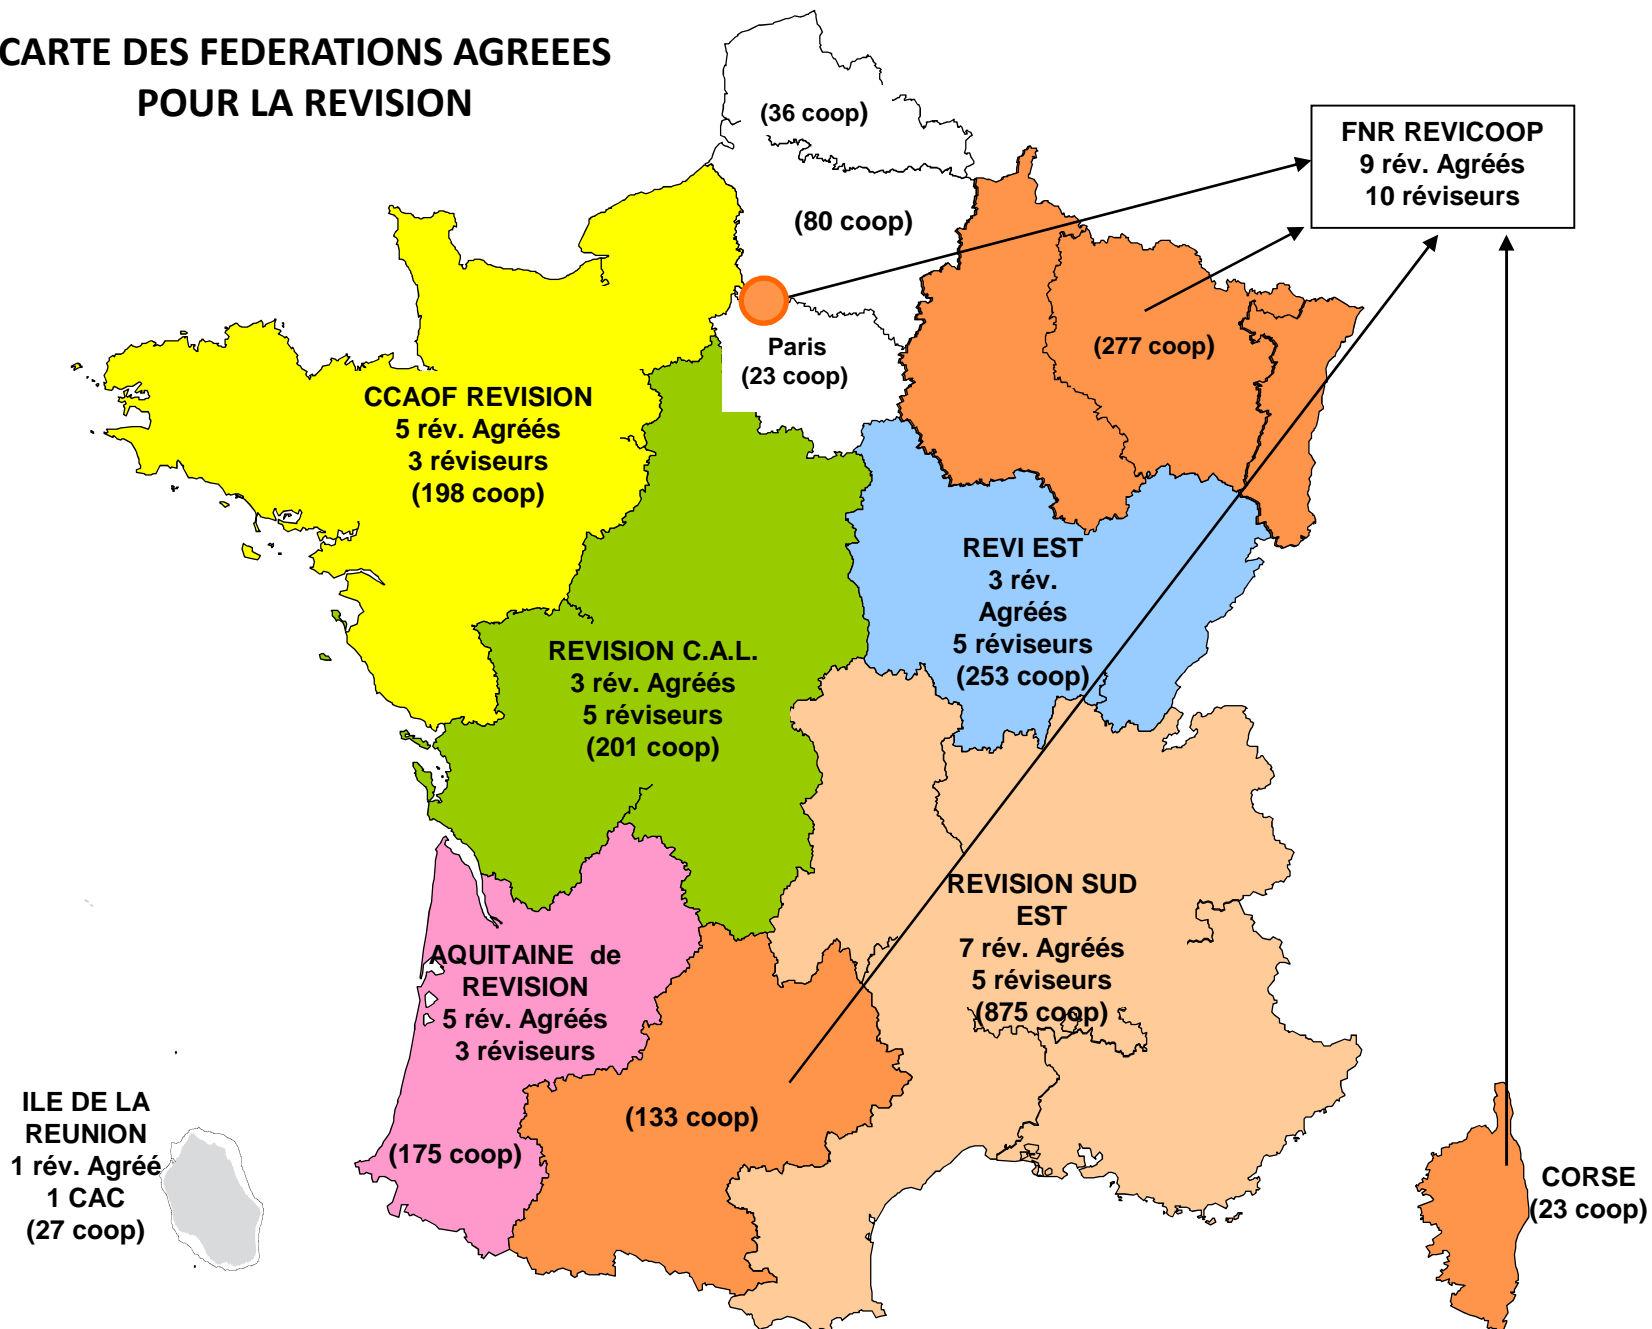 CARTE DES FEDERATIONS AGREEES
POUR LA REVISION
(36 coop)
FNR REVICOOP
9 rév. Agréés
10 réviseurs
(80 coop)
Paris
(23 coop)
(277 coop)
CCAOF REVISION
5 rév. Agréés
3 réviseurs
(198 coop)
REVI EST
3 rév.
Agréés
5 réviseurs
(253 coop)
REVISION C.A.L.
3 rév. Agréés
5 réviseurs
(201 coop)
REVISION SUD
EST
7 rév. Agréés
5 réviseurs
(875 coop)
AQUITAINE de
REVISION
5 rév. Agréés
3 réviseurs
(175 coop)
(133 coop)
ILE DE LA
REUNION
1 rév. Agréé
1 CAC
(27 coop)
CORSE
(23 coop)